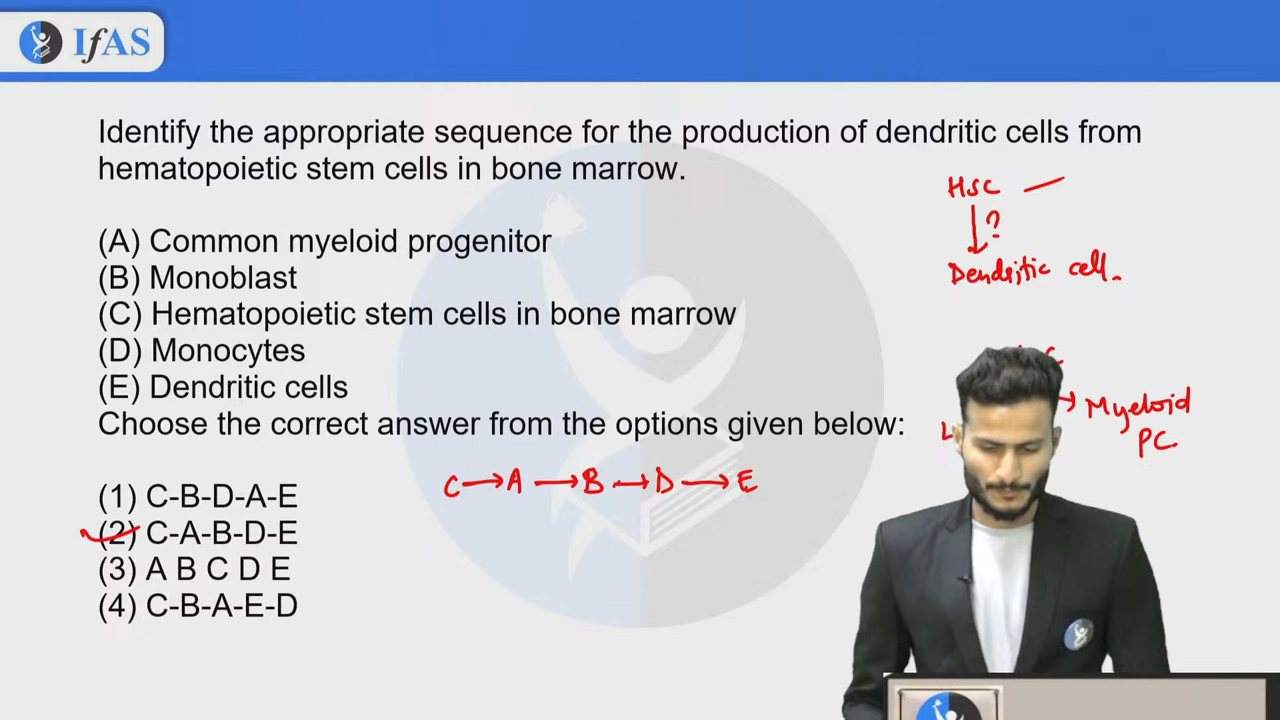 IfAS
Identify the appropriate sequence for the production of dendritic cells from
hematopoietic stem cells in bone marrow.
HSC
?
Dendritic cell.
(A) Common myeloid progenitor
(B) Monoblast
(C) Hematopoietic stem cells in bone marrow
(D) Monocytes
(E) Dendritic cells
Choose the correct answer from the options given below:
→ Myeloid
PC
L
C → A → B → D → E
(1) C-B-D-A-E
(2) C-A-B-D-E
(3) A B C D E
(4) C-B-A-E-D